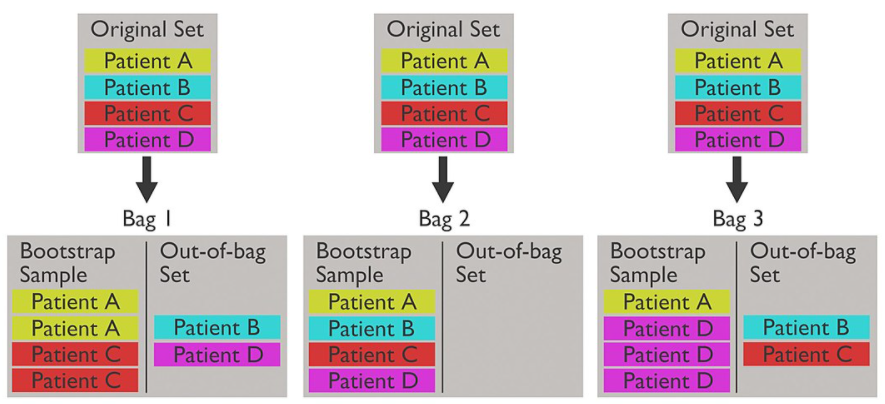 Original Set
Patient A
Patient B
Patient C
Patient D
Original Set
Patient A
Patient B
Patient C
Patient D
Original Set
Patient A
Patient B
Patient C
Patient D
Bag 1
Bootstrap
Sample
Patient A
Patient A
Patient C
Patient C
Out-of-bag
Set
Patient B
Patient D
Bag 2
Bootstrap
Sample
Patient A
Patient B
Patient C
Patient D
Out-of-bag
Set
Bag 3
Bootstrap
Sample
Patient A
Patient D
Patient D
Patient D
Out-of-bag
Set
Patient B
Patient C